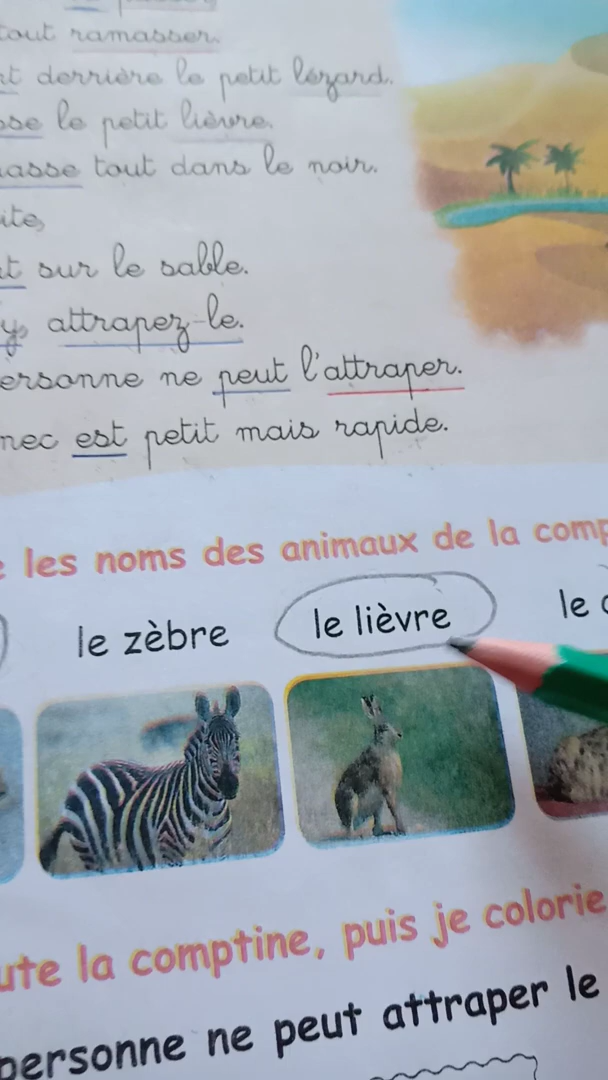 tout ramasser.
t derrière le petit lézard.
sse le petit lièvre.
asse tout dans le noir.
ite,
t sur le sable.
y, attrapez-le.
ersonne ne peut l'attraper.
nec est petit mais rapide.
les noms des animaux de la comp
le zèbre
le lièvre
le
ute la comptine, puis je colorie
personne ne peut attraper le